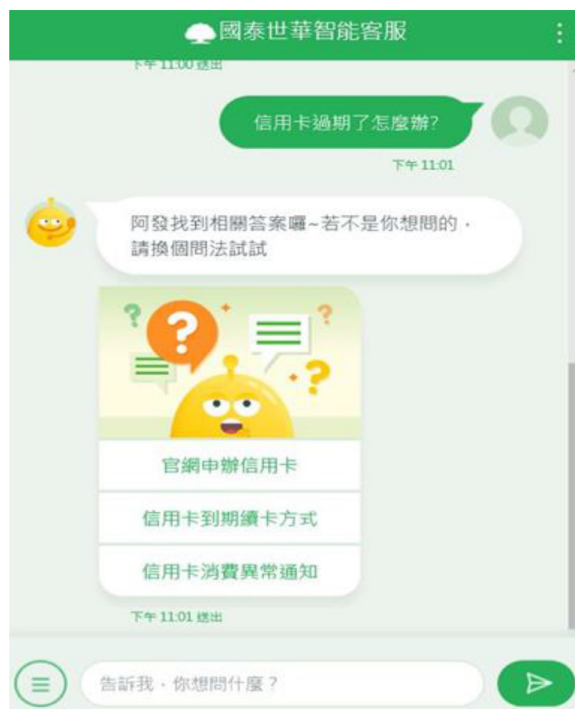 國泰世華智能客服
下午 11:00 送出
信用卡過期了怎麼辦?
下午 11:01
阿發找到相關答案囉~若不是你想問的，
請換個問法試試
?
?
?
?
官網申辦信用卡
信用卡到期續卡方式
信用卡消費異常通知
下午 11:01 送出
告訴我，你想問什麼？